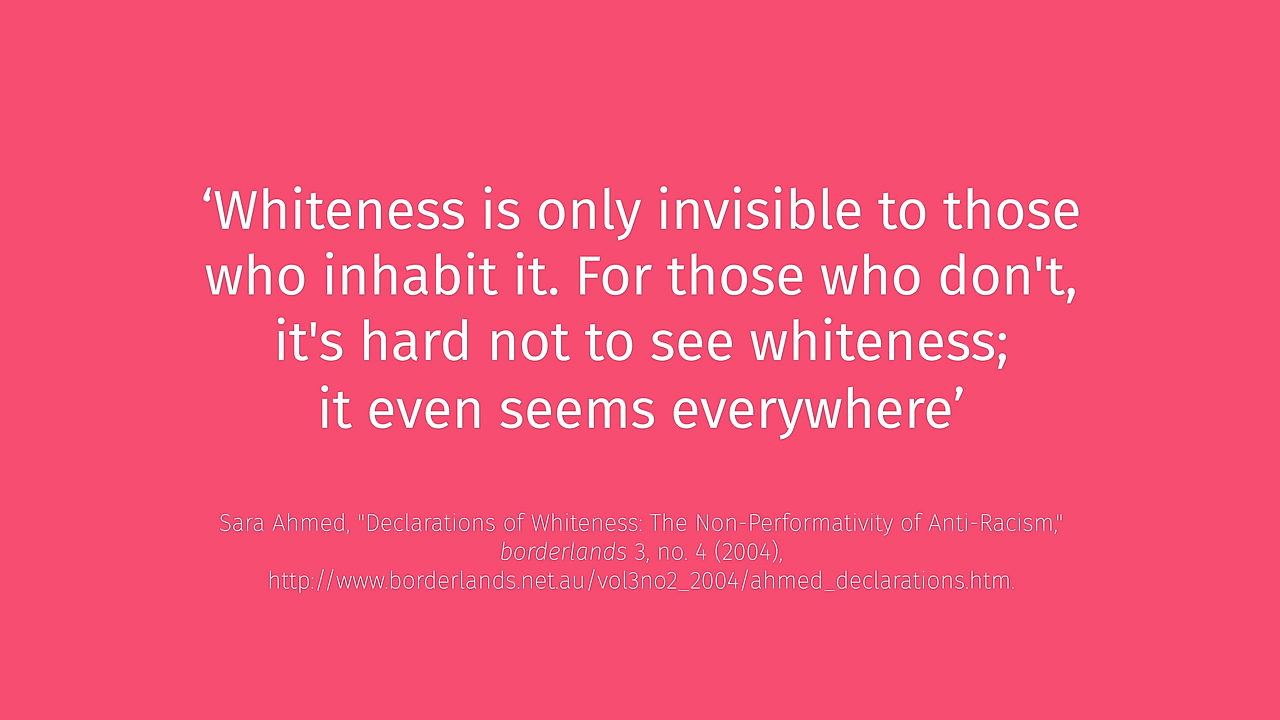 ‘Whiteness is only invisible to those
who inhabit it. For those who don't,
it's hard not to see whiteness;
it even seems everywhere’
Sara Ahmed, "Declarations of Whiteness: The Non-Performativity of Anti-Racism,"
borderlands 3, no. 4 (2004),
http://www.borderlands.net.au/vol3no2_2004/ahmed_declarations.htm.